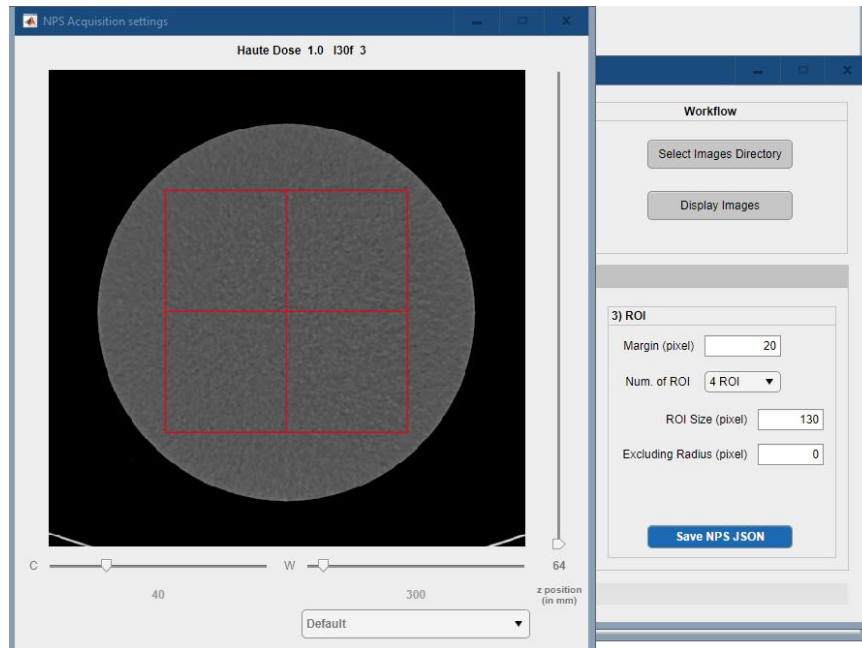 NPS Acquisition settings
Haute Dose 1.0 I30f 3
C
W
64
40
300
z position
(in mm)
Default
Workflow
Select Images Directory
Display Images
3) ROI
Margin (pixel) 20
Num. of ROI 4 ROI
ROI Size (pixel) 130
Excluding Radius (pixel) 0
Save NPS JSON